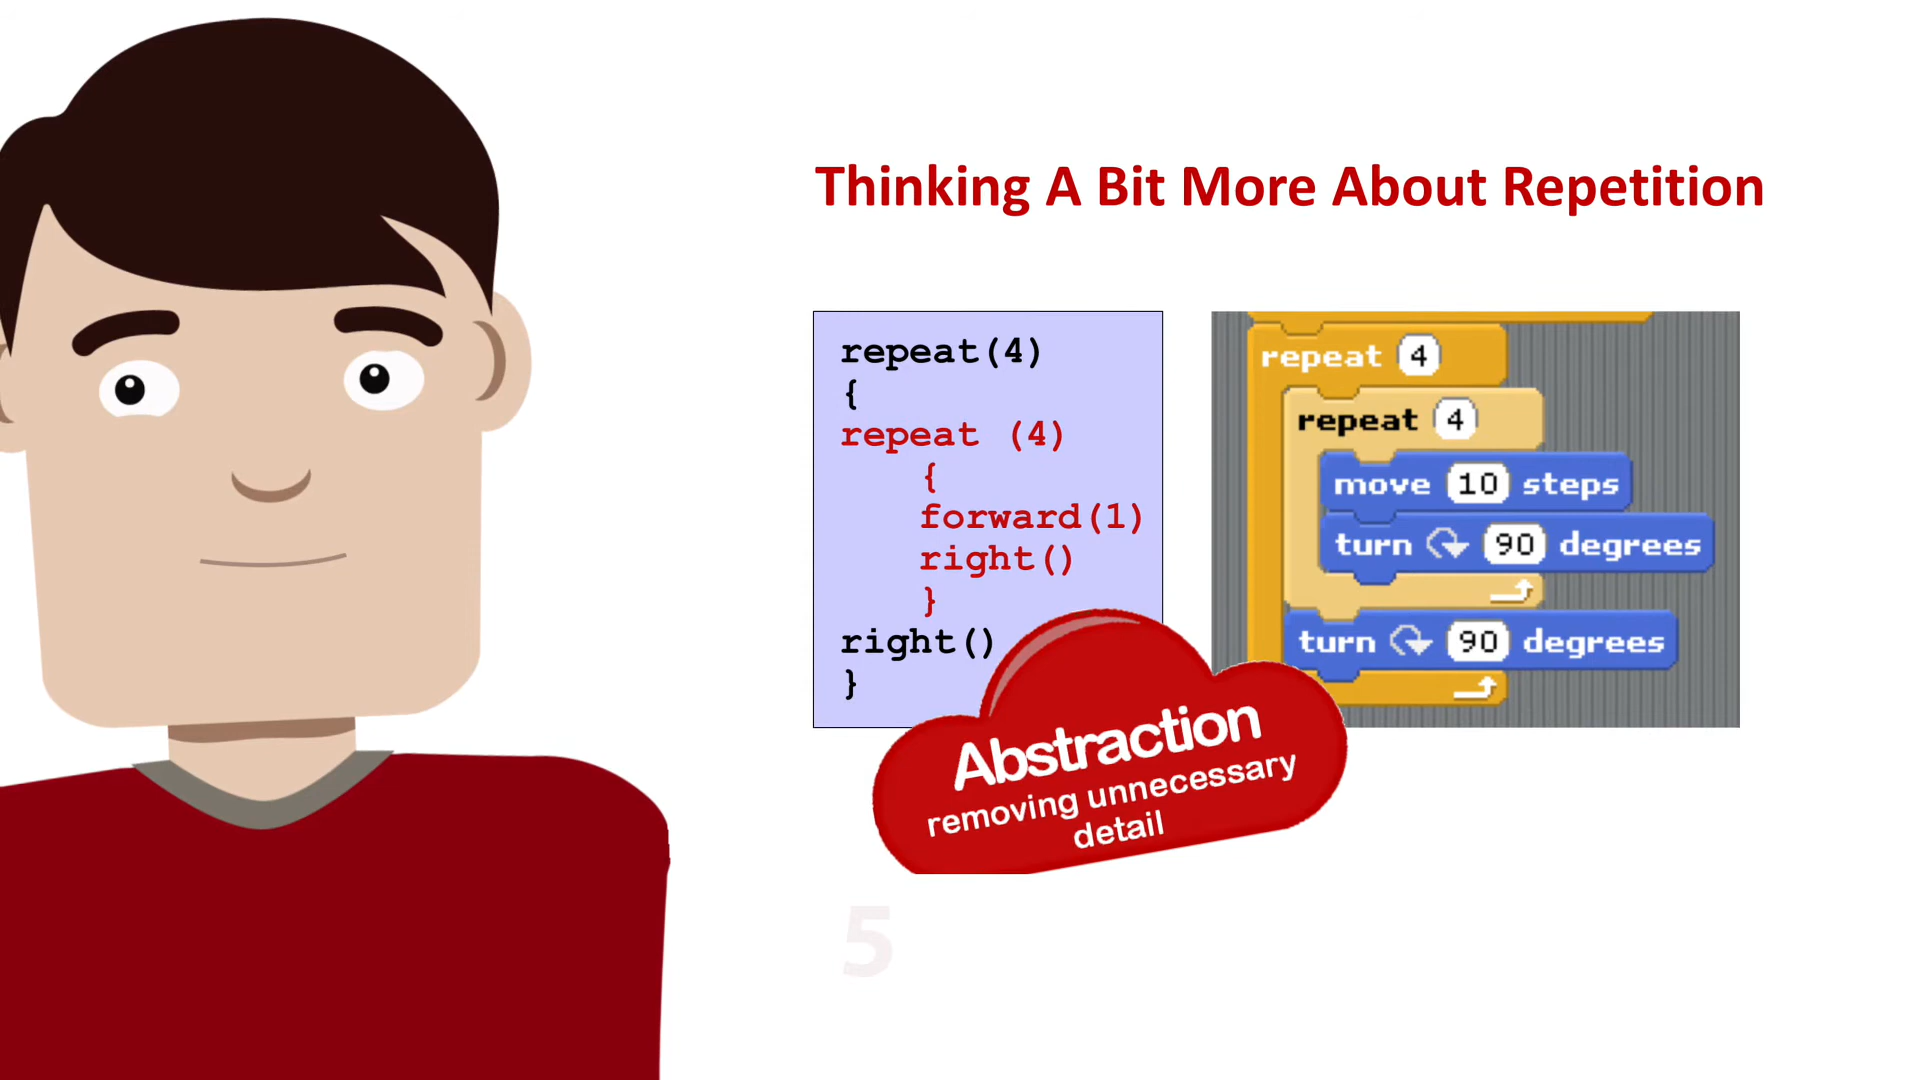 Thinking A Bit More About Repetition
repeat(4)
{
repeat (4)
{
forward(1)
right()
}
right()
}
repeat 4
repeat 4
move 10 steps
turn 90 degrees
turn 90 degrees
Abstraction
removing unnecessary
detail
5